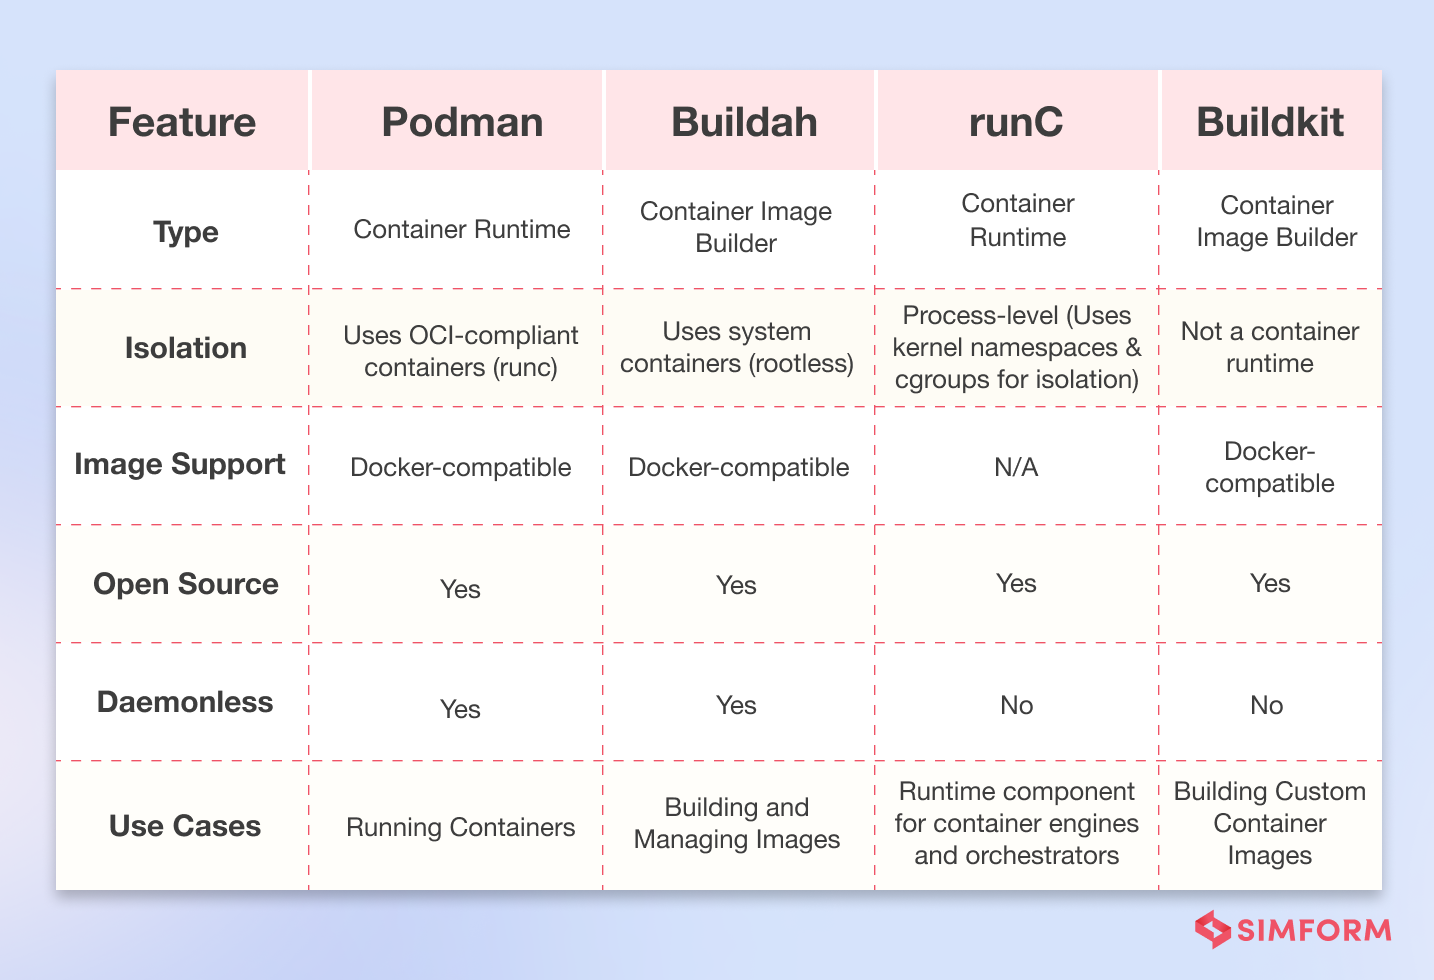 Feature Podman Buildah runC Buildkit
Type
Container Runtime
Container Image
Builder
Container
Runtime
Container
Image Builder
Isolation
Uses OCI-compliant
containers (runc)
Uses system
containers (rootless)
Process-level (Uses
kernel namespaces &
cgroups for isolation)
Not a container
runtime
Image Support
Docker-compatible
Docker-compatible
N/A
Docker-
compatible
Open Source
Yes
Yes
Yes
Yes
Daemonless
Yes
Yes
No
No
Use Cases
Running Containers
Building and
Managing Images
Runtime component
for container engines
and orchestrators
Building Custom
Container
Images
SIMFORM